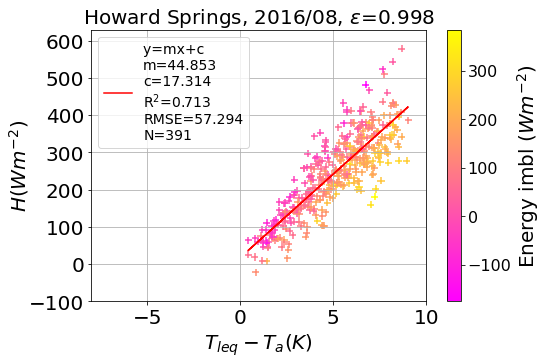 Howard Springs, 2016/08, ε=0.998
y=mx+c
m=44.853
c=17.314
R²=0.713
RMSE=57.294
N=391
H(Wm⁻²)
600
500
400
300
200
100
0
−100
−5
0
5
10
T_leq − T_a(K)
300
200
100
0
−100
Energy imbl (Wm⁻²)